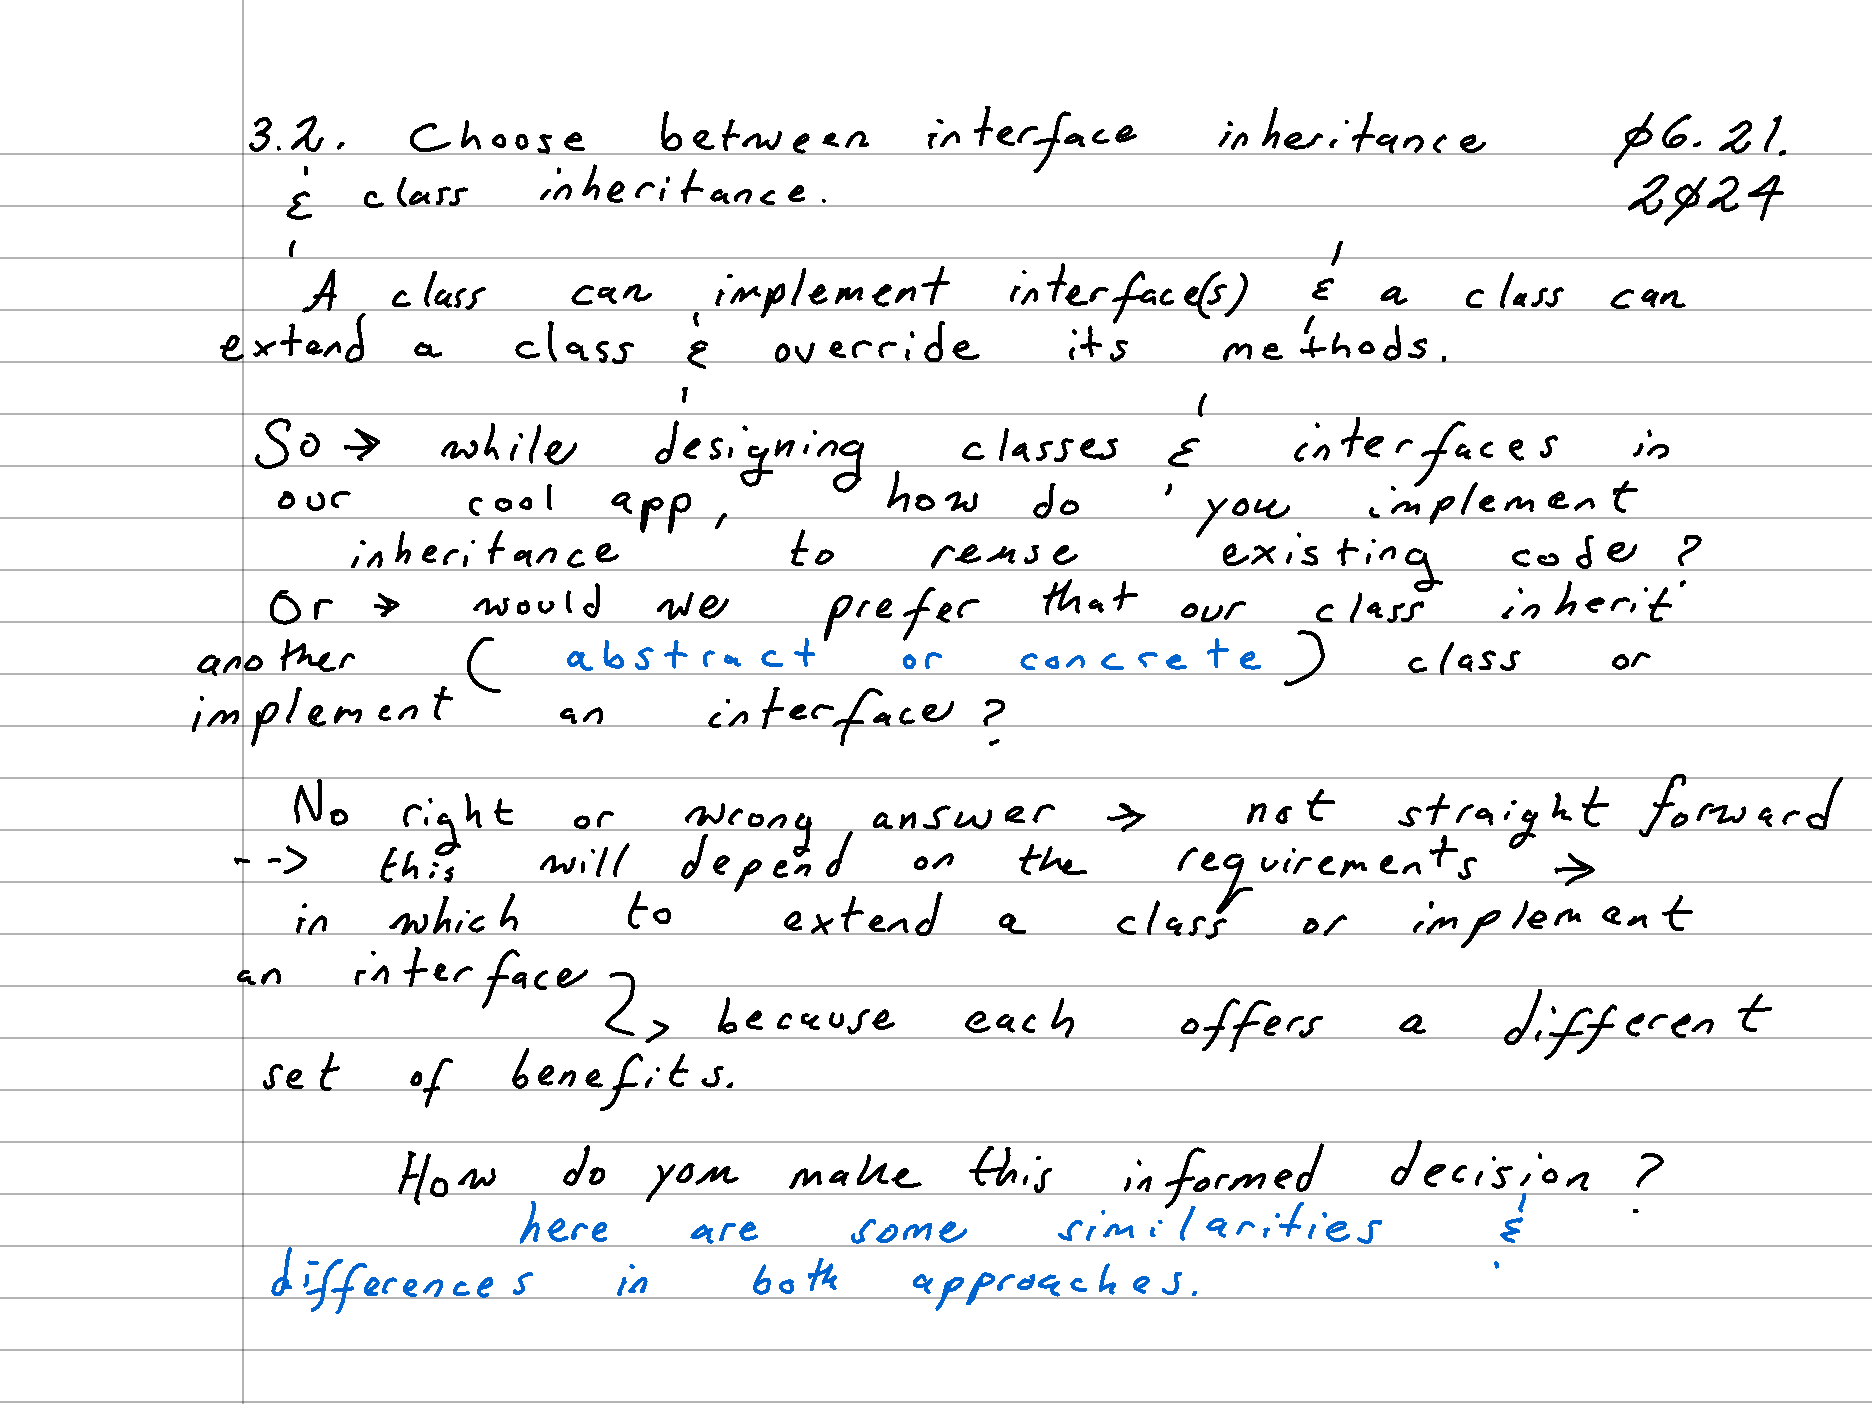 3.2. Choose between interface inheritance 06.21.
& class inheritance. 2024
A class can implement interface(s) & a class can
extend a class & override its methods.
So → while designing classes & interfaces in
our cool app, how do you implement
inheritance to reuse existing code?
Or → would we prefer that our class inherit
another (abstract or concrete) class or
implement an interface?
No right or wrong answer → not straight forward
--> this will depend on the requirements →
in which to extend a class or implement
an interface
↳ because each offers a different
set of benefits.
How do you make this informed decision?
here are some similarities &
differences in both approaches.